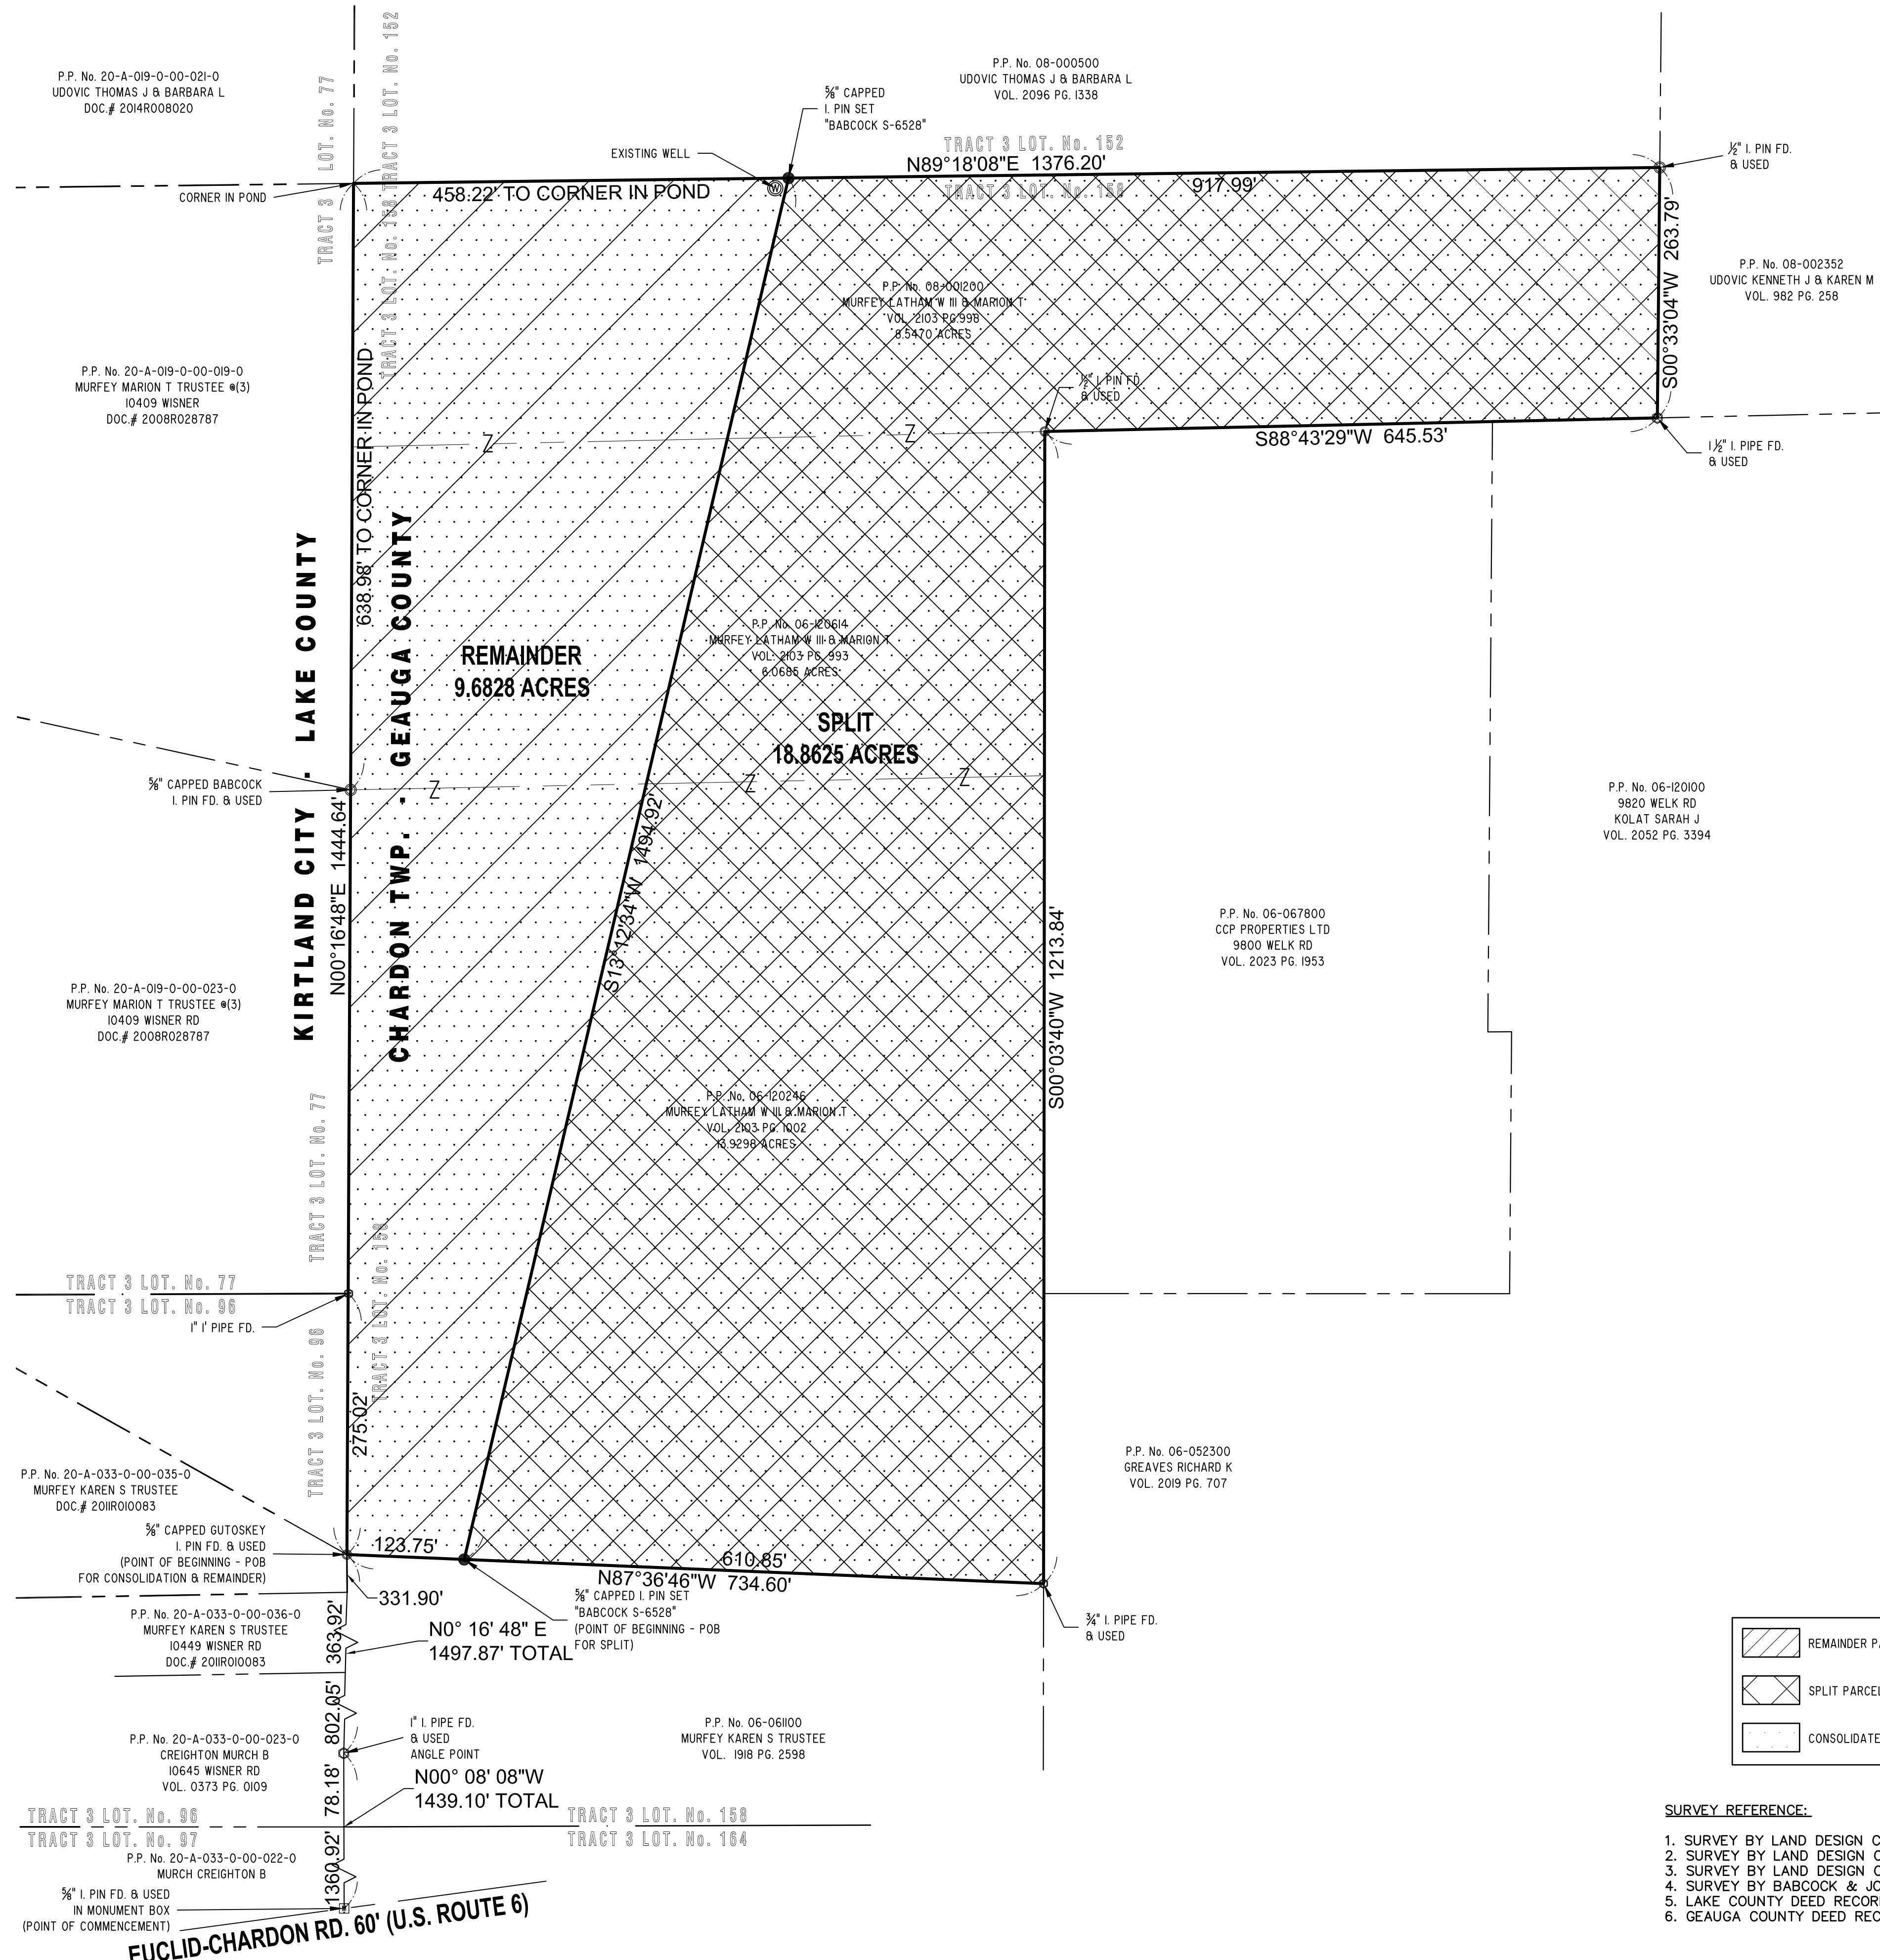 P.P. No. 20-A-019-0-00-021-0
UDOVIC THOMAS J & BARBARA L
DOC.# 2014R008020
TRACT 3 LOT. No. 77
TRACT 3 LOT. No. 152
P.P. No. 08-000500
UDOVIC THOMAS J & BARBARA L
VOL. 2096 PG. 1338
⅝" CAPPED
I. PIN SET
"BABCOCK S-6528"
EXISTING WELL
W
TRACT 3 LOT. No. 152
N89°18'08"E 1376.20'
TRACT 3 LOT. No. 158
917.99'
½" I. PIN FD.
& USED
CORNER IN POND
458.22' TO CORNER IN POND
TRACT 3 LOT. No. 158
S00°33'04"W 263.79'
P.P. No. 08-002352
UDOVIC KENNETH J & KAREN M
VOL. 982 PG. 258
P.P. No. 08-001200
MURFEY LATHAM W III & MARION T
VOL. 2103 PG.998
8.5470 ACRES
P.P. No. 20-A-019-0-00-019-0
MURFEY MARION T TRUSTEE @(3)
10409 WISNER
DOC.# 2008R028787
638.98' TO CORNER IN POND
½" I. PIN FD.
& USED
S88°43'29"W 645.53'
1½" I. PIPE FD.
& USED
Z
Z
KIRTLAND CITY . LAKE COUNTY
CHARDON TWP. . GEAUGA COUNTY
REMAINDER
9.6828 ACRES
P.P. No. 06-120614
MURFEY LATHAM W III & MARION T
VOL. 2103 PG. 993
6.0685 ACRES
SPLIT
18.8625 ACRES
⅝" CAPPED BABCOCK
I. PIN FD. & USED
Z
Z
Z
N00°16'48"E 1444.64'
S13°12'34"W 1494.92'
S00°03'40"W 1213.84'
P.P. No. 06-120100
9820 WELK RD
KOLAT SARAH J
VOL. 2052 PG. 3394
P.P. No. 06-067800
CCP PROPERTIES LTD
9800 WELK RD
VOL. 2023 PG. 1953
P.P. No. 20-A-019-0-00-023-0
MURFEY MARION T TRUSTEE @(3)
10409 WISNER RD
DOC.# 2008R028787
P.P. No. 06-120246
MURFEY LATHAM W III & MARION T
VOL. 2103 PG. 1002
13.9298 ACRES
TRACT 3 LOT. No. 77
TRACT 3 LOT. No. 158
TRACT 3 LOT. No. 77
TRACT 3 LOT. No. 96
1" I' PIPE FD.
TRACT 3 LOT. No. 96
275.02'
P.P. No. 06-052300
GREAVES RICHARD K
VOL. 2019 PG. 707
P.P. No. 20-A-033-0-00-035-0
MURFEY KAREN S TRUSTEE
DOC.# 2011R010083
⅝" CAPPED GUTOSKEY
I. PIN FD. & USED
(POINT OF BEGINNING - POB
FOR CONSOLIDATION & REMAINDER)
123.75'
610.85'
N87°36'46"W 734.60'
331.90'
⅝" CAPPED I. PIN SET
"BABCOCK S-6528"
(POINT OF BEGINNING - POB
FOR SPLIT)
¾" I. PIPE FD.
& USED
P.P. No. 20-A-033-0-00-036-0
MURFEY KAREN S TRUSTEE
10449 WISNER RD
DOC.# 2011R010083
363.92'
N0° 16' 48" E
1497.87' TOTAL
802.05'
REMAINDER
SPLIT PARCEL
1" I. PIPE FD.
& USED
ANGLE POINT
P.P. No. 06-061100
MURFEY KAREN S TRUSTEE
VOL. 1918 PG. 2598
P.P. No. 20-A-033-0-00-023-0
CREIGHTON MURCH B
10645 WISNER RD
VOL. 0373 PG. 0109
CONSOLIDATE
78.18'
N00° 08' 08"W
1439.10' TOTAL
TRACT 3 LOT. No. 96
TRACT 3 LOT. No. 97
TRACT 3 LOT. No. 158
TRACT 3 LOT. No. 164
P.P. No. 20-A-033-0-00-022-0
MURCH CREIGHTON B
1360.92'
⅝" I. PIN FD. & USED
IN MONUMENT BOX
(POINT OF COMMENCEMENT)
EUCLID-CHARDON RD. 60' (U.S. ROUTE 6)
SURVEY REFERENCE:
1. SURVEY BY LAND DESIGN
2. SURVEY BY LAND DESIGN
3. SURVEY BY LAND DESIGN
4. SURVEY BY BABCOCK &
5. LAKE COUNTY DEED
6. GEAUGA COUNTY DEED